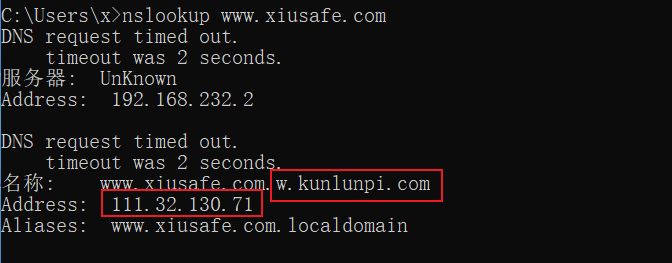 C:\Users\x>nslookup www.xiusafe.com
DNS request timed out.
    timeout was 2 seconds.
服务器:  UnKnown
Address:  192.168.232.2

DNS request timed out.
    timeout was 2 seconds.
名称:    www.xiusafe.com.w.kunlunpi.com
Address:  111.32.130.71
Aliases:  www.xiusafe.com.localdomain